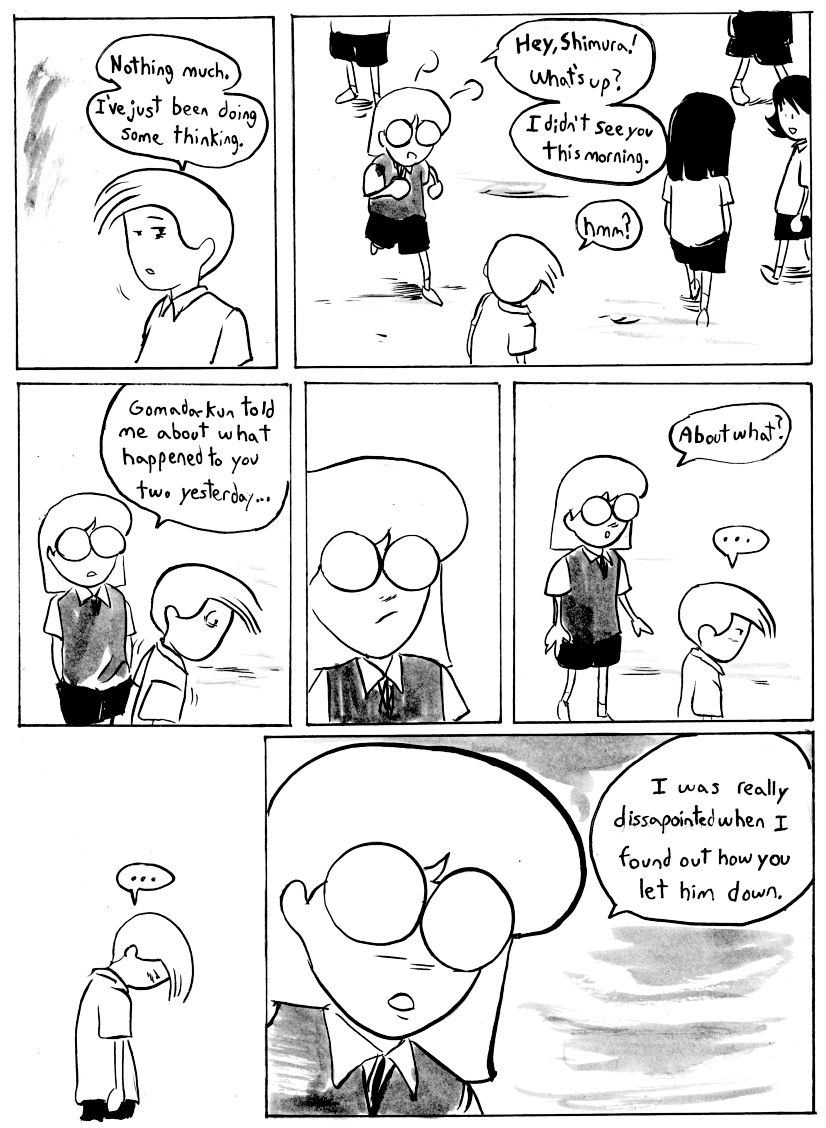 Hey, Shimura!
What's up?
I didn't see you
this morning.
hmm?
Nothing much.
I've just been doing
some thinking.
About what?
...
Gomada-Kun told
me about what
happened to you
two yesterday...
I was really
dissapointed when I
found out how you
let him down.
...